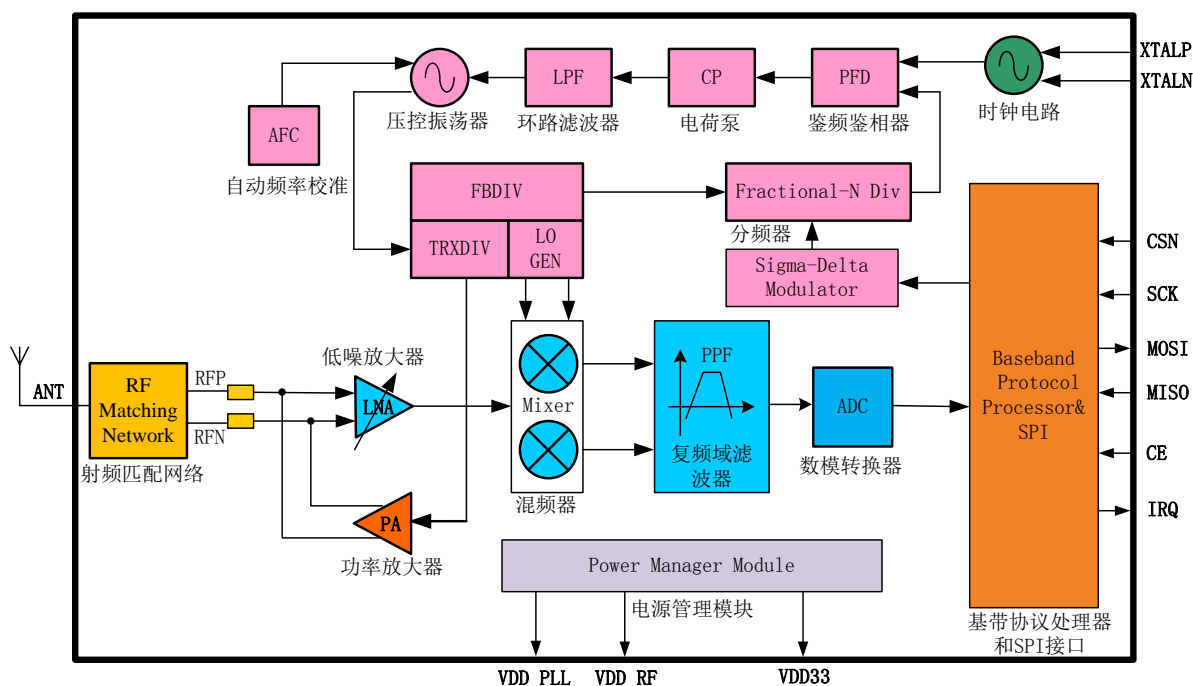 XTALP
XTALN
AFC
自动频率校准
压控振荡器
LPF
环路滤波器
CP
电荷泵
PFD
鉴频鉴相器
时钟电路
FBDIV
TRXDIV
LO
GEN
Fractional-N Div
分频器
Sigma-Delta
Modulator
CSN
SCK
MOSI
MISO
CE
IRQ
Baseband
Protocol
Processor&
SPI
基带协议处理器
和SPI接口
ANT
RF
Matching
Network
射频匹配网络
RFP
RFN
低噪放大器
LNA
Mixer
混频器
PPF
复频域滤
波器
ADC
数模转换器
PA
功率放大器
Power Manager Module
电源管理模块
VDD PLL
VDD RF
VDD33